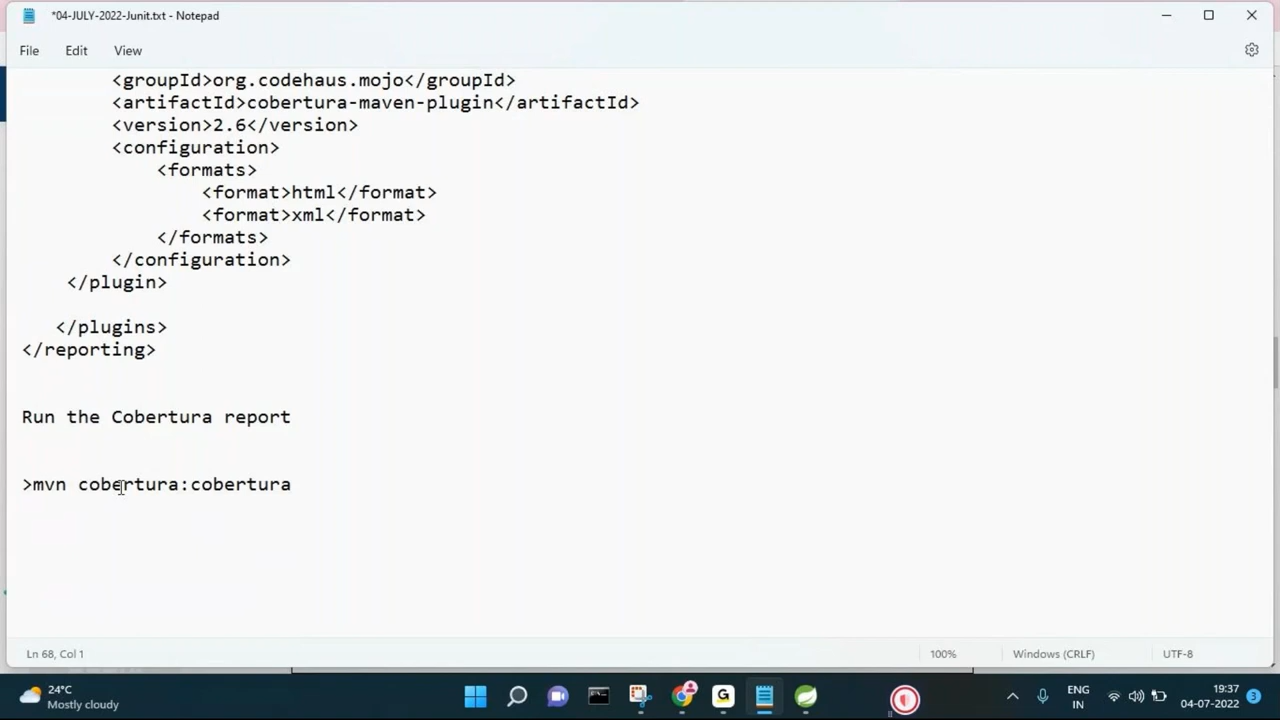 *04-JULY-2022-Junit.txt - Notepad
File Edit View
<groupId>org.codehaus.mojo</groupId>
<artifactId>cobertura-maven-plugin</artifactId>
<version>2.6</version>
<configuration>
<formats>
<format>html</format>
<format>xml</format>
</formats>
</configuration>
</plugin>
</plugins>
</reporting>
Run the Cobertura report
>mvn cobertura:cobertura
Ln 68, Col 1 100% Windows (CRLF) UTF-8
24°C
Mostly cloudy
ENG
IN
19:37
04-07-2022
3